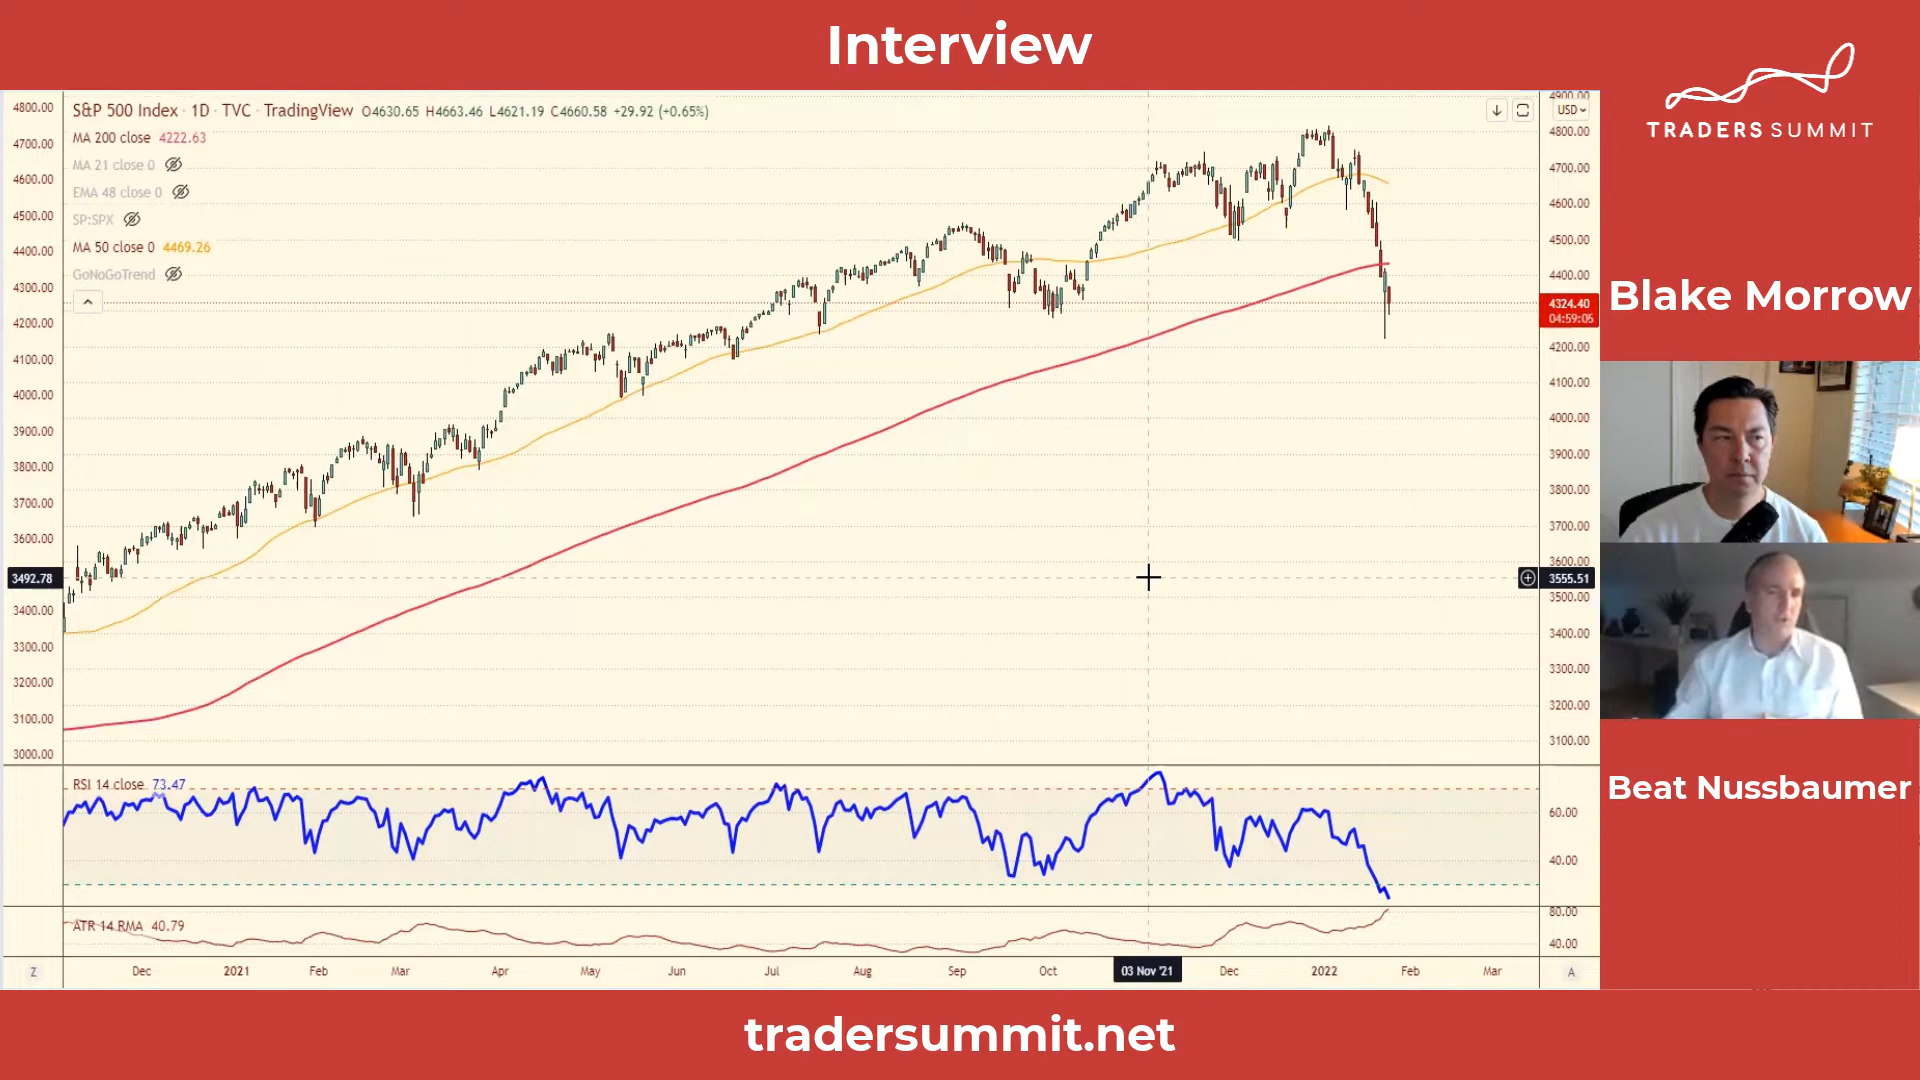 Interview
TRADERS SUMMIT
S&P 500 Index · 1D · TVC · TradingView O4630.65 H4663.46 L4621.19 C4660.58 +29.92 (+0.65%)
MA 200 close 4222.63
MA 21 close 0
EMA 48 close 0
SP:SPX
MA 50 close 0 4469.26
GoNoGoTrend
4800.00
4700.00
4600.00
4500.00
4400.00
4300.00
4200.00
4100.00
4000.00
3900.00
3800.00
3700.00
3600.00
3492.78
3400.00
3300.00
3200.00
3100.00
3000.00
4900.00
USD
4800.00
4700.00
4600.00
4500.00
4400.00
4324.40
04:59:05
4200.00
4100.00
4000.00
3900.00
3800.00
3700.00
3600.00
3555.51
3500.00
3400.00
3300.00
3200.00
3100.00
Blake Morrow
Beat Nussbaumer
RSI 14 close 73.47
60.00
40.00
ATR 14 RMA 40.79
80.00
40.00
Z Dec 2021 Feb Mar Apr May Jun Jul Aug Sep Oct 03 Nov '21 Dec 2022 Feb Mar A
tradersummit.net